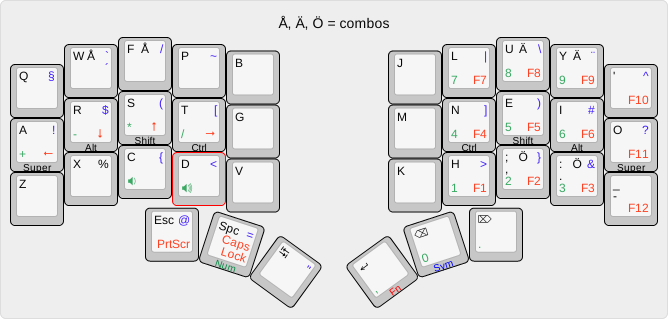 Å, Ä, Ö = combos
Q §
W Å ` ´
F Å /
P ~
B
J
L | 7 F7
U Ä \ 8 F8
Y Ä ¨ 9 F9
' ^ F10
A ! + ← Super
R $ - ↓ Alt
S ( * ↑ Shift
T [ / → Ctrl
G
M
N ] 4 F4 Ctrl
E ) 5 F5 Shift
I # 6 F6 Alt
O ? F11 Super
Z
X %
C {
D <
V
K
H > 1 F1
; Ö } , 2 F2
: Ö & . 3 F3
_ - F12
Esc @ PrtScr
Spc = Caps Lock Num
"
. Fn
0 Sym
.